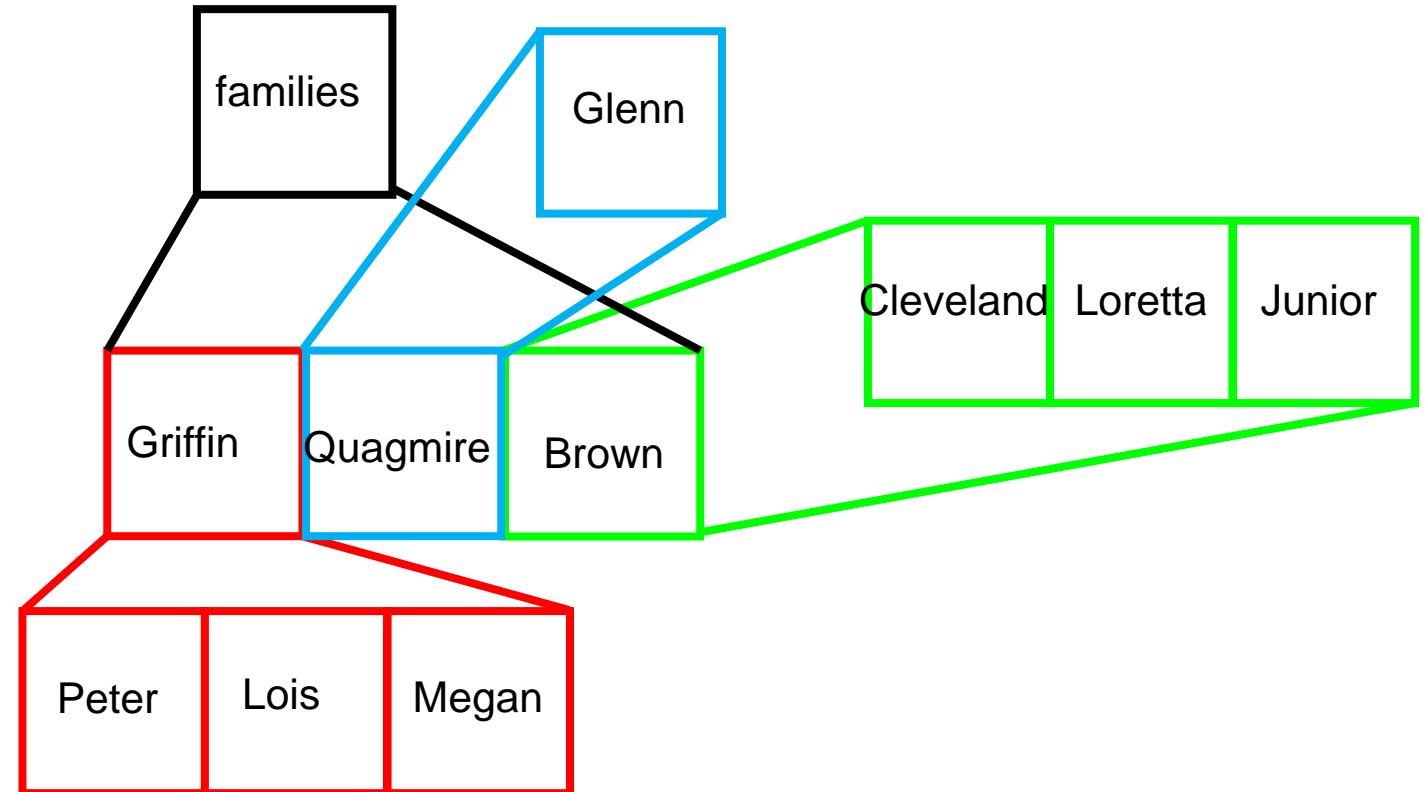 families
Glenn
Cleveland Loretta Junior
Griffin Quagmire Brown
Peter Lois Megan